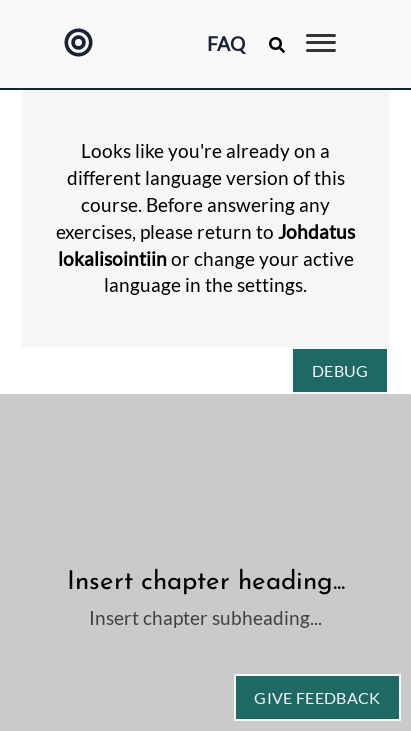 FAQ
Looks like you're already on a
different language version of this
course. Before answering any
exercises, please return to Johdatus
lokalisointiin or change your active
language in the settings.
DEBUG
Insert chapter heading...
Insert chapter subheading...
GIVE FEEDBACK